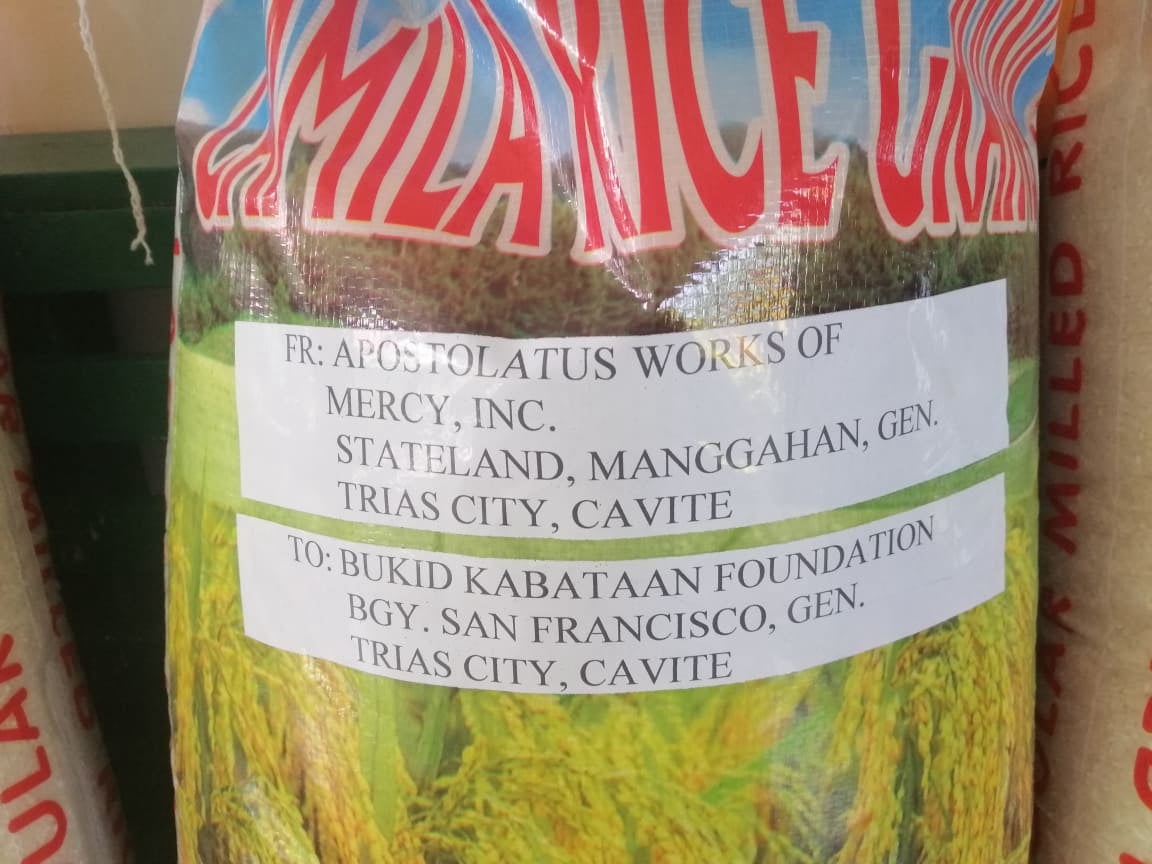 RICE
FR: APOSTOLATUS WORKS OF
MERCY, INC.
STATELAND, MANGGAHAN, GEN.
TRIAS CITY, CAVITE
TO: BUKID KABATAAN FOUNDATION
BGY. SAN FRANCISCO, GEN.
TRIAS CITY, CAVITE
MILLED RICE